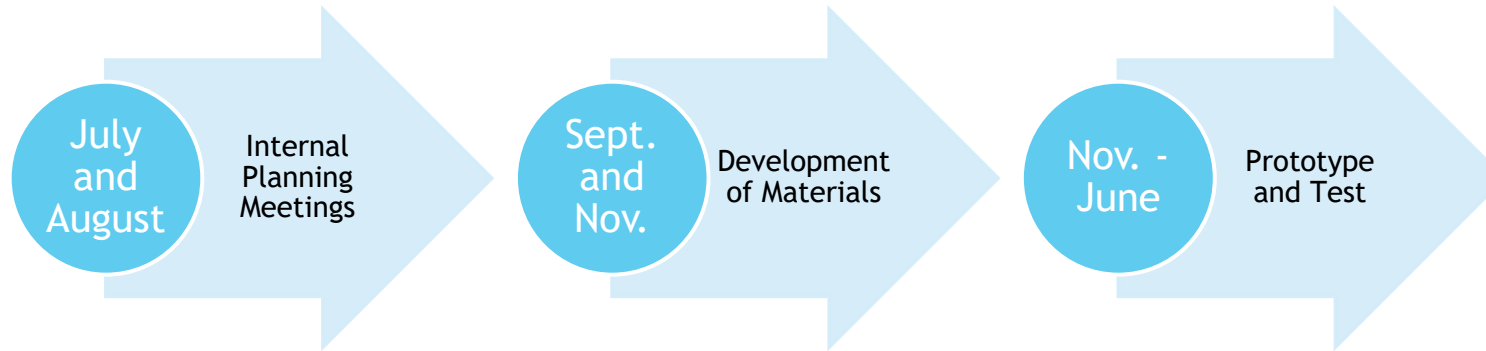 July
and
August
Internal
Planning
Meetings
Sept.
and
Nov.
Development
of Materials
Nov. -
June
Prototype
and Test